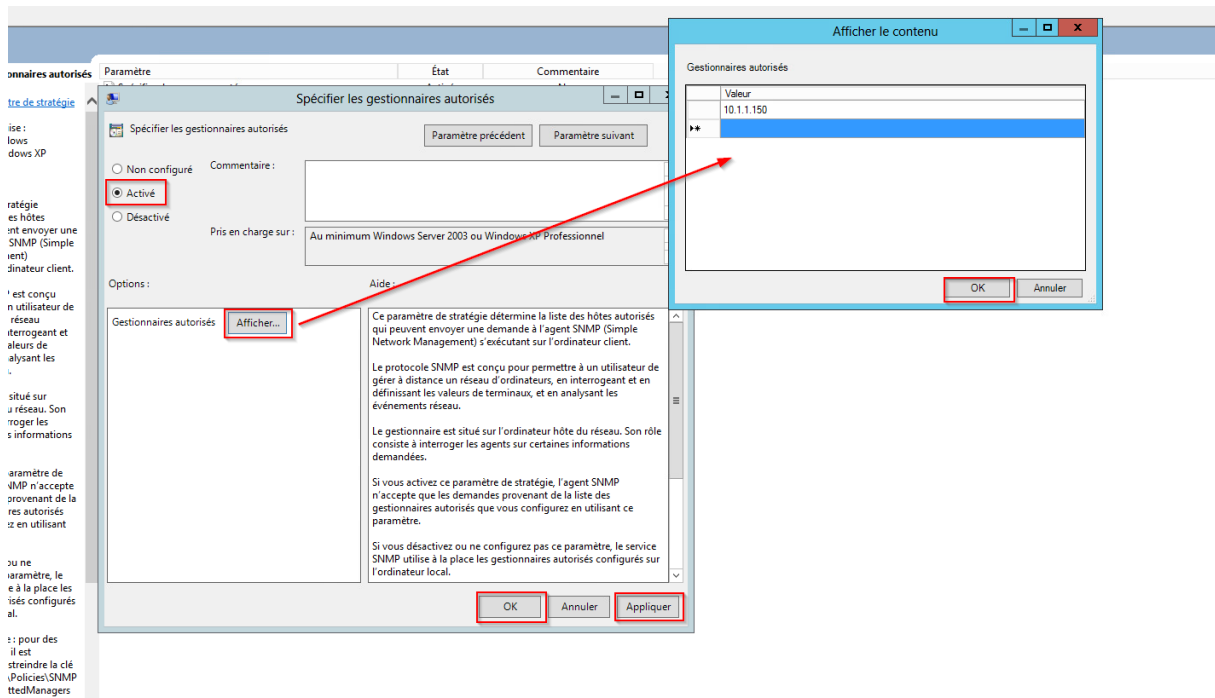 onnaires autorisés
tre de stratégie
ise :
dows
dows XP
ratégie
es hôtes
ent envoyer une
SNMP (Simple
ient)
dinateur client.
est conçu
n utilisateur de
réseau
nterrogeant et
aleurs de
alysant les
situé sur
u réseau. Son
rroger les
s informations
paramètre de
NMP n'accepte
provenant de la
res autorisés
ez en utilisant
ou ne
paramètre, le
e à la place les
risés configurés
al.
e : pour des
il est
streindre la clé
\Policies\SNMP
ttedManagers
Paramètre État Commentaire
Spécifier les gestionnaires autorisés
Spécifier les gestionnaires autorisés
Paramètre précédent Paramètre suivant
Non configuré
Activé
Désactivé
Commentaire :
Pris en charge sur :
Au minimum Windows Server 2003 ou Windows XP Professionnel
Options :
Aide :
Gestionnaires autorisés Afficher...
Ce paramètre de stratégie détermine la liste des hôtes autorisés
qui peuvent envoyer une demande à l'agent SNMP (Simple
Network Management) s'exécutant sur l'ordinateur client.
Le protocole SNMP est conçu pour permettre à un utilisateur de
gérer à distance un réseau d'ordinateurs, en interrogeant et en
définissant les valeurs de terminaux, et en analysant les
événements réseau.
Le gestionnaire est situé sur l'ordinateur hôte du réseau. Son rôle
consiste à interroger les agents sur certaines informations
demandées.
Si vous activez ce paramètre de stratégie, l'agent SNMP
n'accepte que les demandes provenant de la liste des
gestionnaires autorisés que vous configurez en utilisant ce
paramètre.
Si vous désactivez ou ne configurez pas ce paramètre, le service
SNMP utilise à la place les gestionnaires autorisés configurés sur
l'ordinateur local.
OK Annuler Appliquer
Afficher le contenu
Gestionnaires autorisés
Valeur
10.1.1.150
OK Annuler